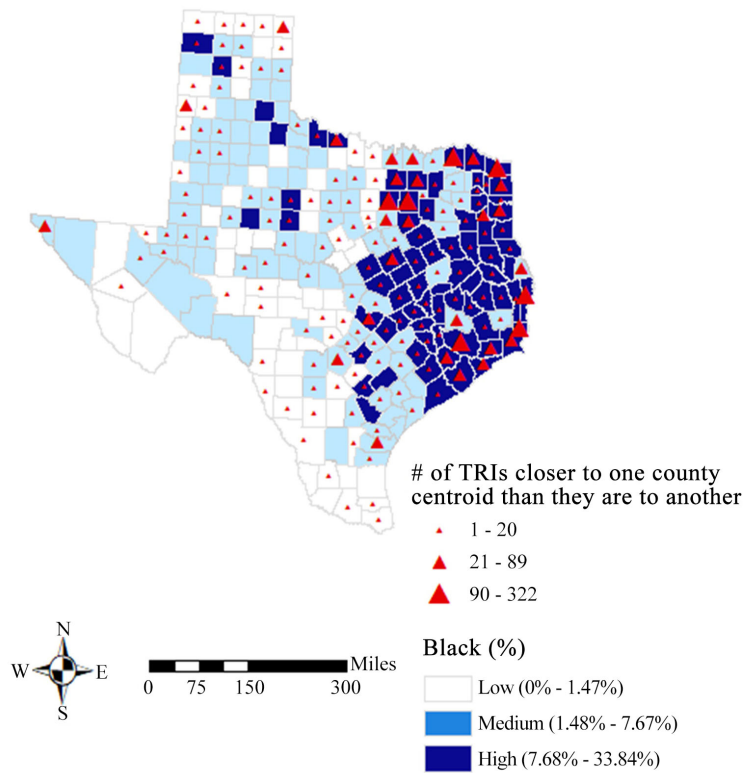 # of TRIs closer to one county
centroid than they are to another
1 - 20
21 - 89
90 - 322
N
W E
S
Miles
0 75 150 300
Black (%)
Low (0% - 1.47%)
Medium (1.48% - 7.67%)
High (7.68% - 33.84%)